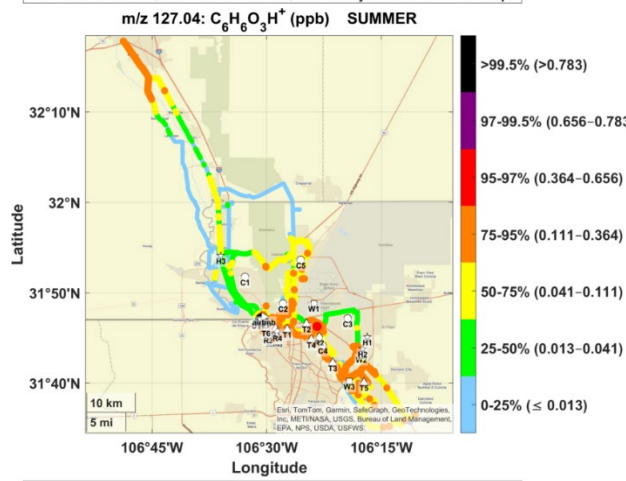 m/z 127.04: C6H6O3H+ (ppb) SUMMER
>99.5% (>0.783)
97-99.5% (0.656−0.783
95-97% (0.364−0.656)
75-95% (0.111−0.364)
50-75% (0.041−0.111)
25-50% (0.013−0.041)
0-25% (≤ 0.013)
Latitude
32°10'N
32°N
31°50'N
31°40'N
H3
C5
C1
C2
W1
airbnb
T6
R4
T1
T2
C3
T4
C4
H1
H2
T3
W3
T5
10 km
5 mi
Esri, TomTom, Garmin, SafeGraph, GeoTechnologies,
Inc, METI/NASA, USGS, Bureau of Land Management,
EPA, NPS, USDA, USFWS
106°45'W
106°30'W
106°15'W
Longitude